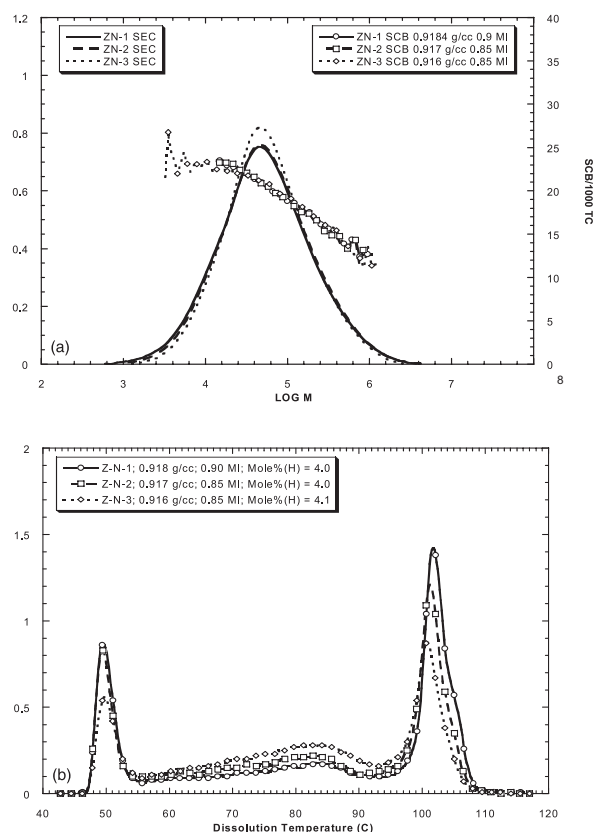 ZN-1 SEC
ZN-2 SEC
ZN-3 SEC
ZN-1 SCB 0.9184 g/cc 0.9 MI
ZN-2 SCB 0.917 g/cc 0.85 MI
ZN-3 SCB 0.916 g/cc 0.85 MI
1.2
1
0.8
0.6
0.4
0.2
0
40
35
30
25
20
15
10
5
0
SCB/1000 TC
(a)
2 3 4 5 6 7 8
LOG M
Z-N-1; 0.918 g/cc; 0.90 MI; Mole%(H) = 4.0
Z-N-2; 0.917 g/cc; 0.85 MI; Mole%(H) = 4.0
Z-N-3; 0.916 g/cc; 0.85 MI; Mole%(H) = 4.1
2
1.5
1
0.5
0
(b)
40 50 60 70 80 90 100 110 120
Dissolution Temperature (C)